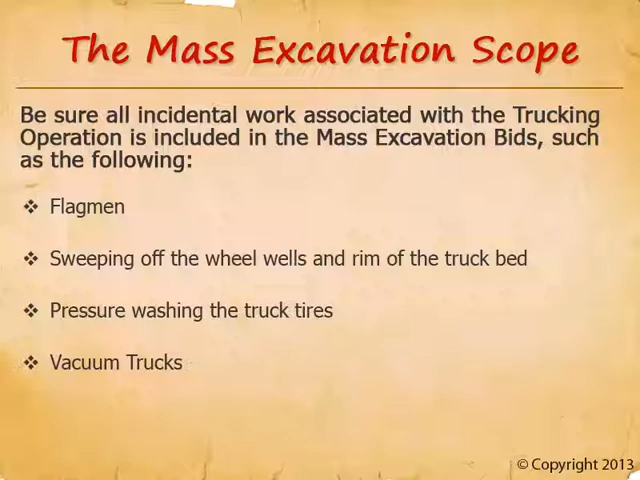 The Mass Excavation Scope
Be sure all incidental work associated with the Trucking
Operation is included in the Mass Excavation Bids, such
as the following:
❖ Flagmen
❖ Sweeping off the wheel wells and rim of the truck bed
❖ Pressure washing the truck tires
❖ Vacuum Trucks
© Copyright 2013